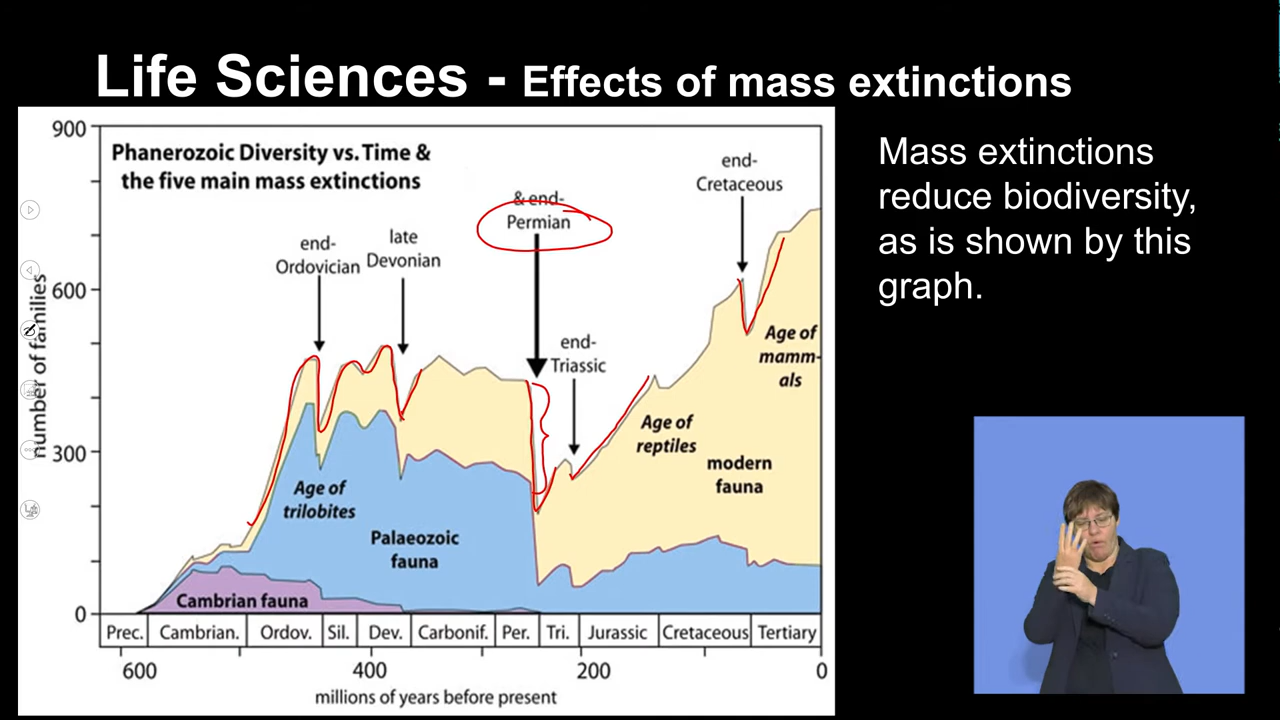 Life Sciences - Effects of mass extinctions
900
Phanerozoic Diversity vs. Time &
the five main mass extinctions
end-
Ordovician
late
Devonian
& end-
Permian
end-
Triassic
end-
Cretaceous
number of families
600
300
0
Age of
trilobites
Palaeozoic
fauna
Cambrian fauna
Age of
reptiles
modern
fauna
Age of
mamm-
als
Prec. Cambrian. Ordov. Sil. Dev. Carbonif. Per. Tri. Jurassic Cretaceous Tertiary
600 400 200 0
millions of years before present
Mass extinctions
reduce biodiversity,
as is shown by this
graph.